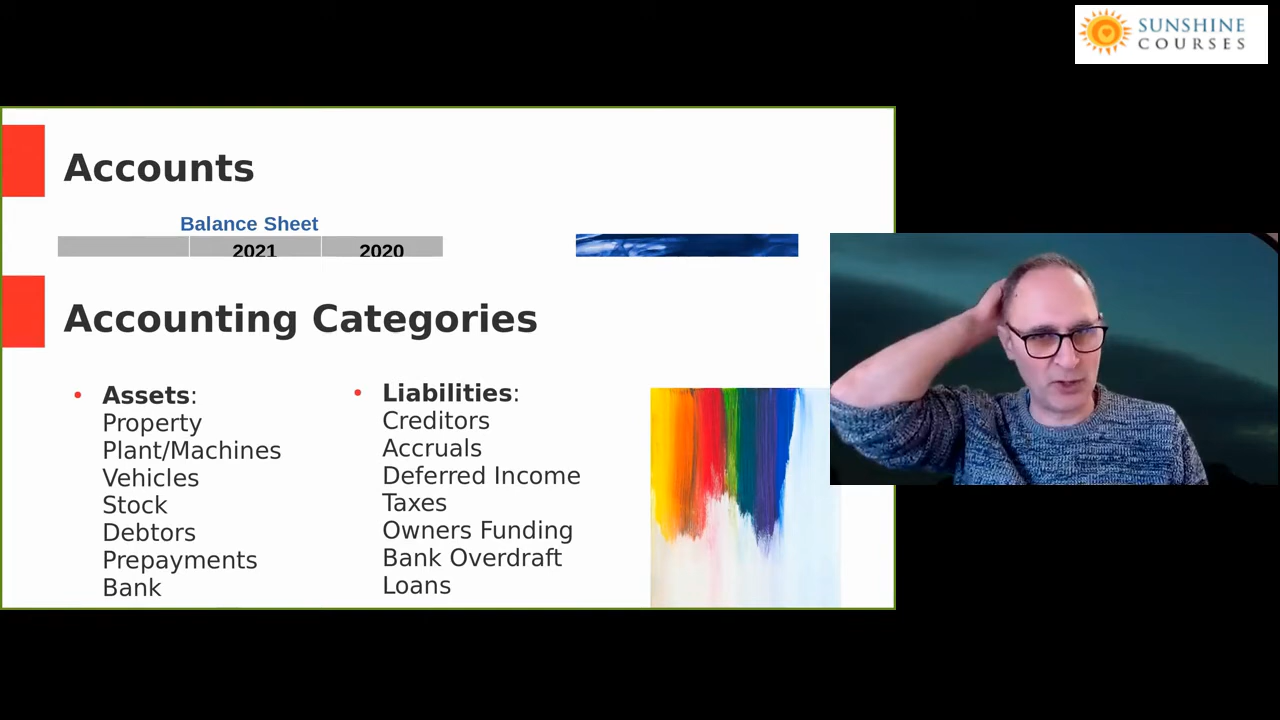 SUNSHINE
COURSES
Accounts
Balance Sheet
2021 2020
Accounting Categories
• Assets:
Property
Plant/Machines
Vehicles
Stock
Debtors
Prepayments
Bank
• Liabilities:
Creditors
Accruals
Deferred Income
Taxes
Owners Funding
Bank Overdraft
Loans